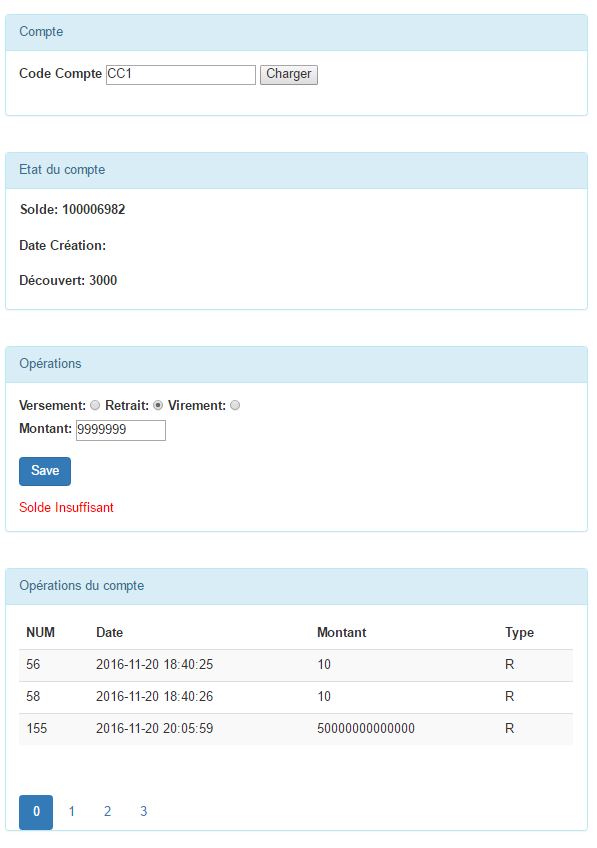 Compte
Code Compte CC1 Charger
Etat du compte
Solde: 100006982
Date Création:
Découvert: 3000
Opérations
Versement: Retrait: Virement:
Montant: 9999999
Save
Solde Insuffisant
Opérations du compte
NUM Date Montant Type
56 2016-11-20 18:40:25 10 R
58 2016-11-20 18:40:26 10 R
155 2016-11-20 20:05:59 50000000000000 R
0 1 2 3